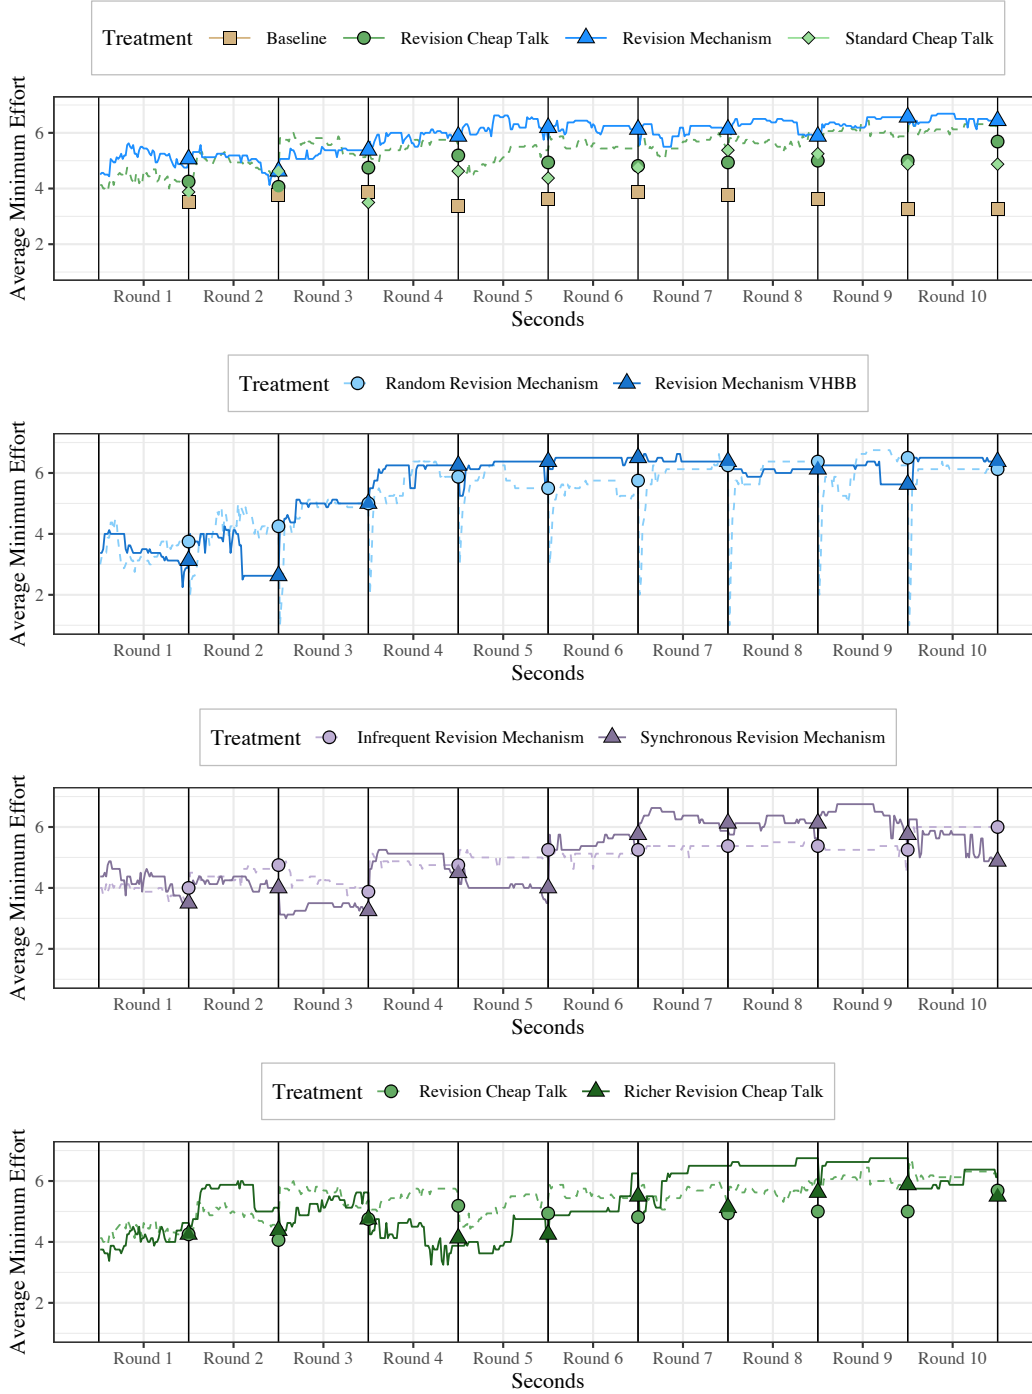 Treatment Baseline Revision Cheap Talk Revision Mechanism Standard Cheap Talk
Average Minimum Effort
6
4
2
Round 1 Round 2 Round 3 Round 4 Round 5 Round 6 Round 7 Round 8 Round 9 Round 10
Seconds
Treatment Random Revision Mechanism Revision Mechanism VHBB
Average Minimum Effort
6
4
2
Round 1 Round 2 Round 3 Round 4 Round 5 Round 6 Round 7 Round 8 Round 9 Round 10
Seconds
Treatment Infrequent Revision Mechanism Synchronous Revision Mechanism
Average Minimum Effort
6
4
2
Round 1 Round 2 Round 3 Round 4 Round 5 Round 6 Round 7 Round 8 Round 9 Round 10
Seconds
Treatment Revision Cheap Talk Richer Revision Cheap Talk
Average Minimum Effort
6
4
2
Round 1 Round 2 Round 3 Round 4 Round 5 Round 6 Round 7 Round 8 Round 9 Round 10
Seconds